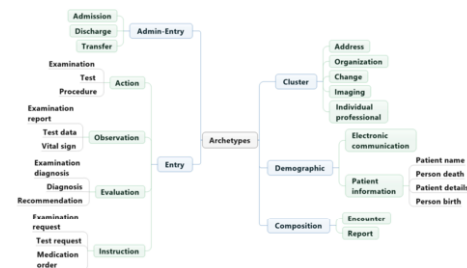 Admission
Discharge
Transfer
Admin-Entry
Examination
Test
Procedure
Action
Examination
report
Test data
Vital sign
Observation
Examination
diagnosis
Diagnosis
Recommendation
Evaluation
Examination
request
Test request
Medication
order
Instruction
Entry
Archetypes
Cluster
Address
Organization
Change
Imaging
Individual
professional
Demographic
Electronic
communication
Patient
information
Patient name
Person death
Patient details
Person birth
Composition
Encounter
Report